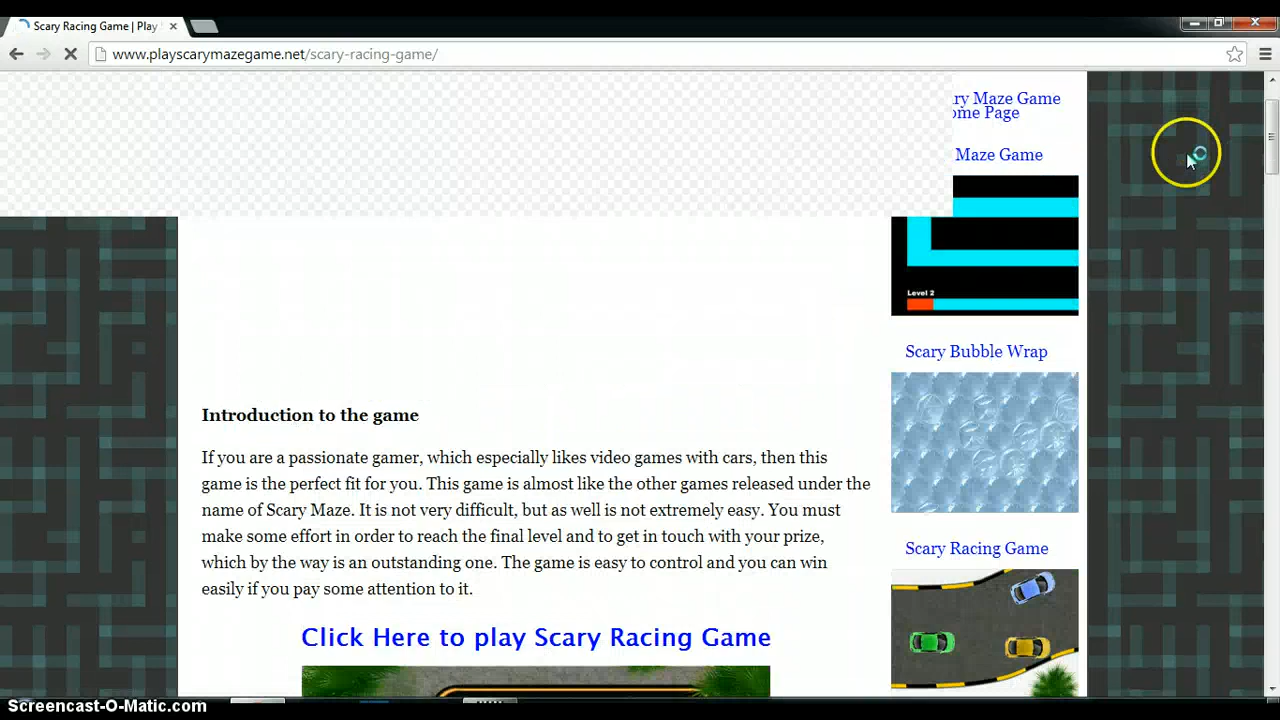 Scary Racing Game | Play
www.playscarymazegame.net/scary-racing-game/
ry Maze Game
ome Page
Maze Game
Level 2
Scary Bubble Wrap
Introduction to the game
If you are a passionate gamer, which especially likes video games with cars, then this
game is the perfect fit for you. This game is almost like the other games released under the
name of Scary Maze. It is not very difficult, but as well is not extremely easy. You must
make some effort in order to reach the final level and to get in touch with your prize,
which by the way is an outstanding one. The game is easy to control and you can win
easily if you pay some attention to it.
Scary Racing Game
Click Here to play Scary Racing Game
Screencast-O-Matic.com